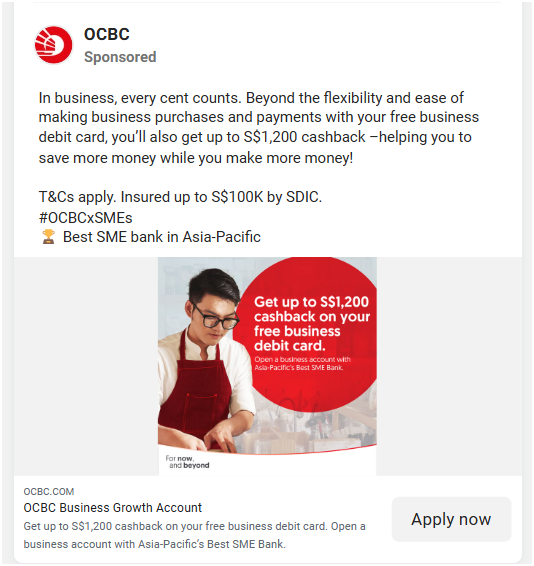 OCBC
Sponsored
In business, every cent counts. Beyond the flexibility and ease of
making business purchases and payments with your free business
debit card, you’ll also get up to S$1,200 cashback –helping you to
save more money while you make more money!
T&Cs apply. Insured up to S$100K by SDIC.
#OCBCxSMEs
🏆 Best SME bank in Asia-Pacific
Get up to S$1,200
cashback on your
free business
debit card.
Open a business account with
Asia-Pacific's Best SME Bank.
For now,
and beyond
OCBC.COM
OCBC Business Growth Account
Get up to S$1,200 cashback on your free business debit card. Open a
business account with Asia-Pacific’s Best SME Bank.
Apply now